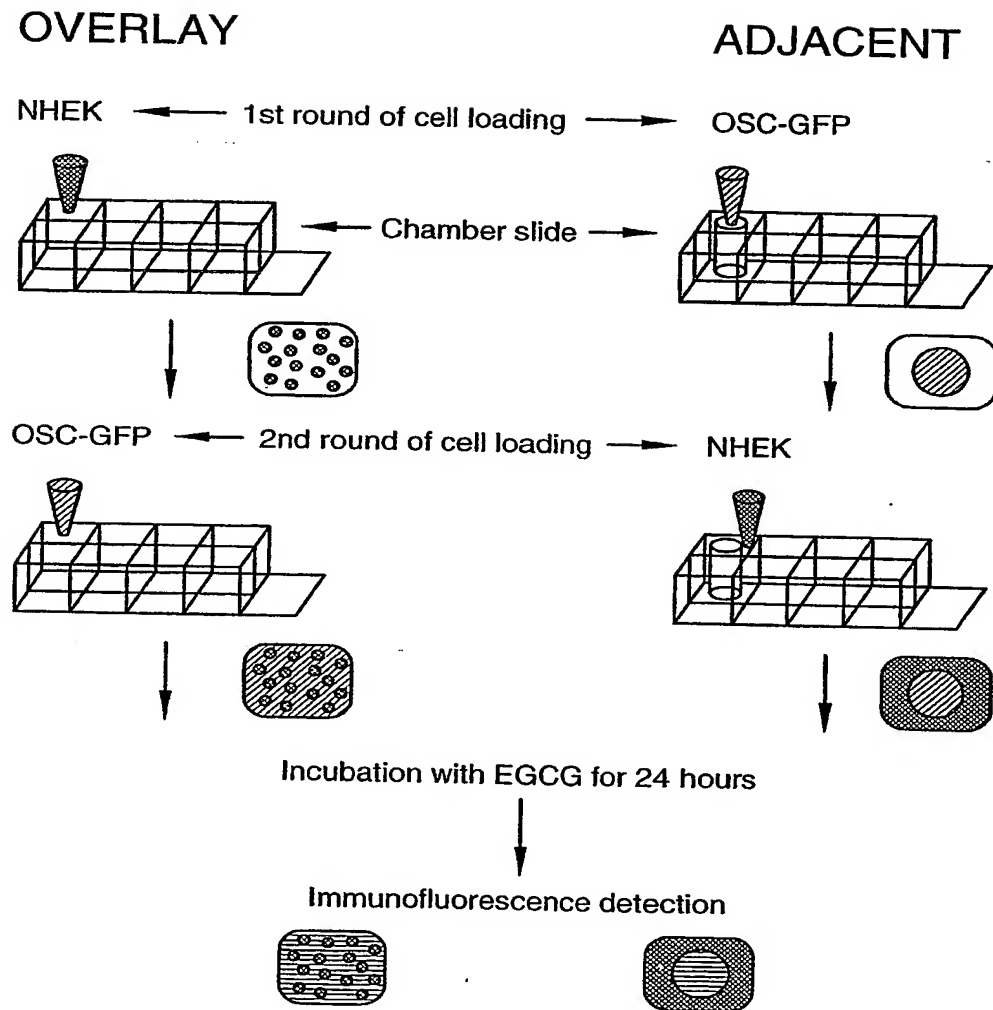 OVERLAY
ADJACENT
NHEK
1st round of cell loading
OSC-GFP
Chamber slide
OSC-GFP
2nd round of cell loading
NHEK
Incubation with EGCG for 24 hours
Immunofluorescence detection